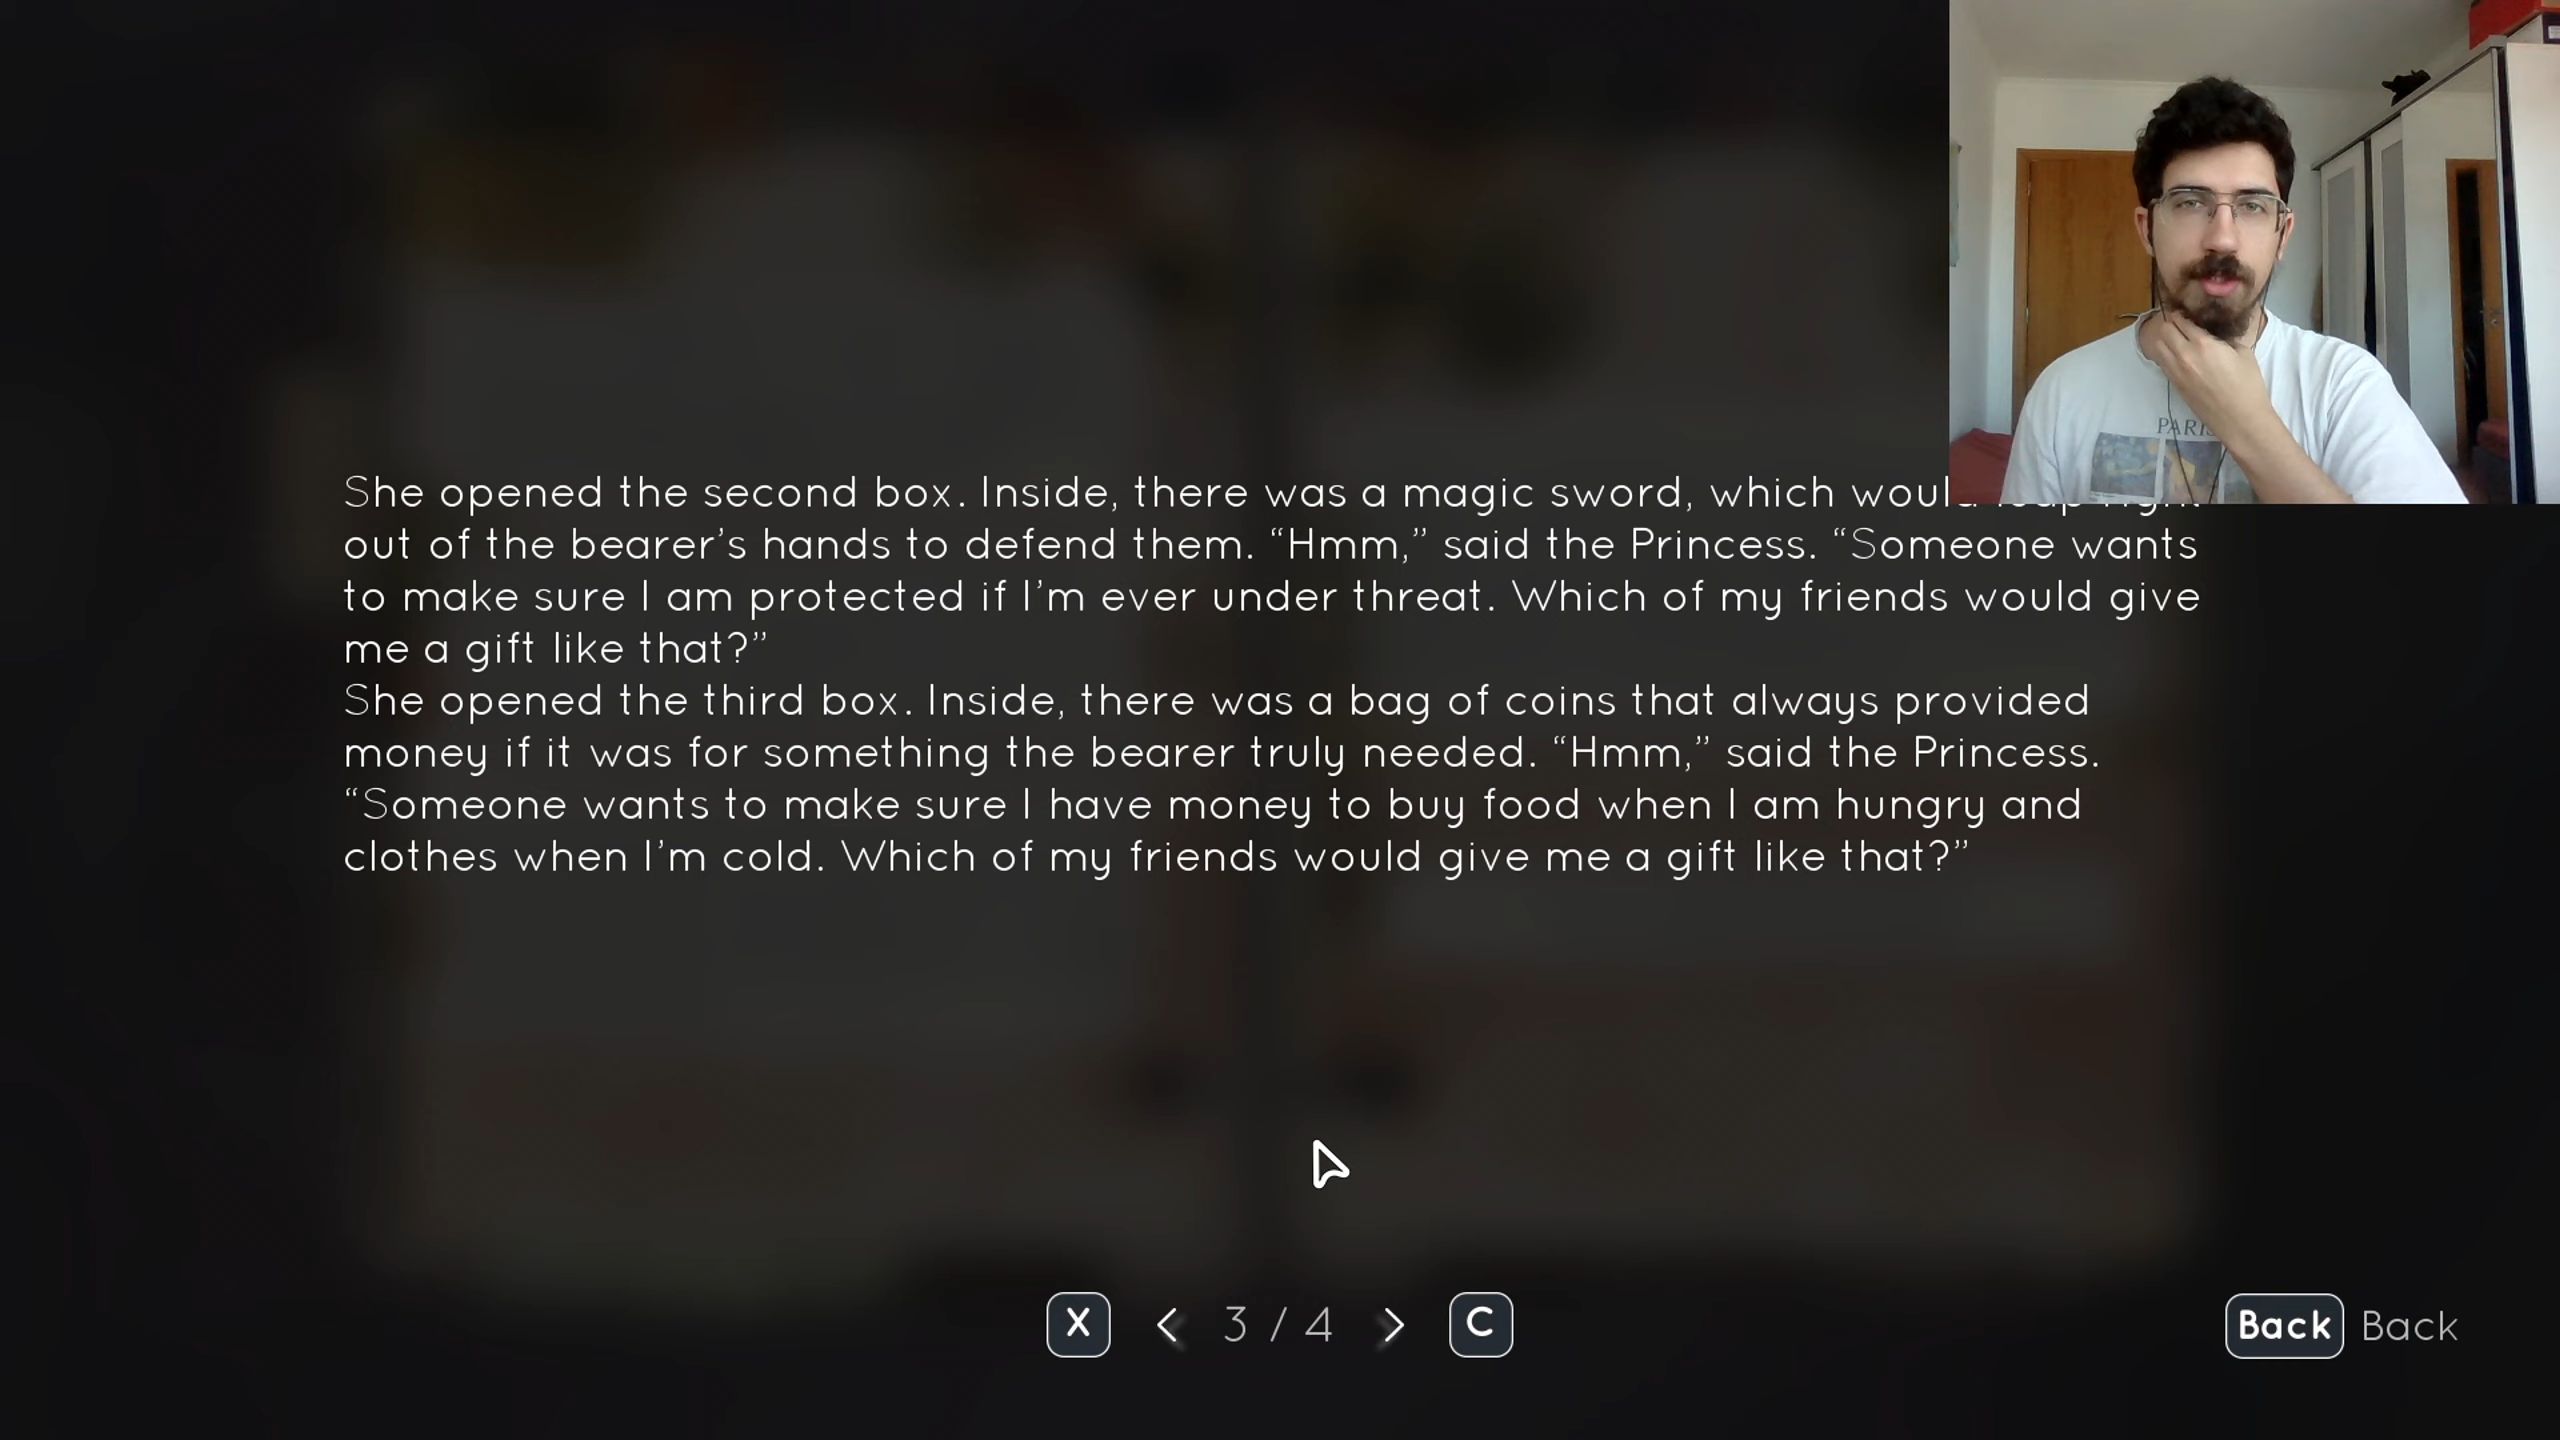 PARIS
She opened the second box. Inside, there was a magic sword, which would
out of the bearer’s hands to defend them. “Hmm,” said the Princess. “Someone wants
to make sure I am protected if I’m ever under threat. Which of my friends would give
me a gift like that?”
She opened the third box. Inside, there was a bag of coins that always provided
money if it was for something the bearer truly needed. “Hmm,” said the Princess.
“Someone wants to make sure I have money to buy food when I am hungry and
clothes when I’m cold. Which of my friends would give me a gift like that?”
X < 3 / 4 > C
Back Back